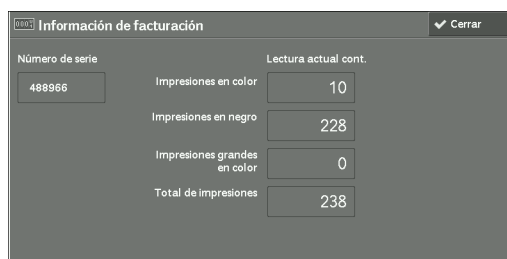 Información de facturación
Cerrar
Número de serie
Lectura actual cont.
488966
Impresiones en color
10
Impresiones en negro
228
Impresiones grandes
en color
0
Total de impresiones
238